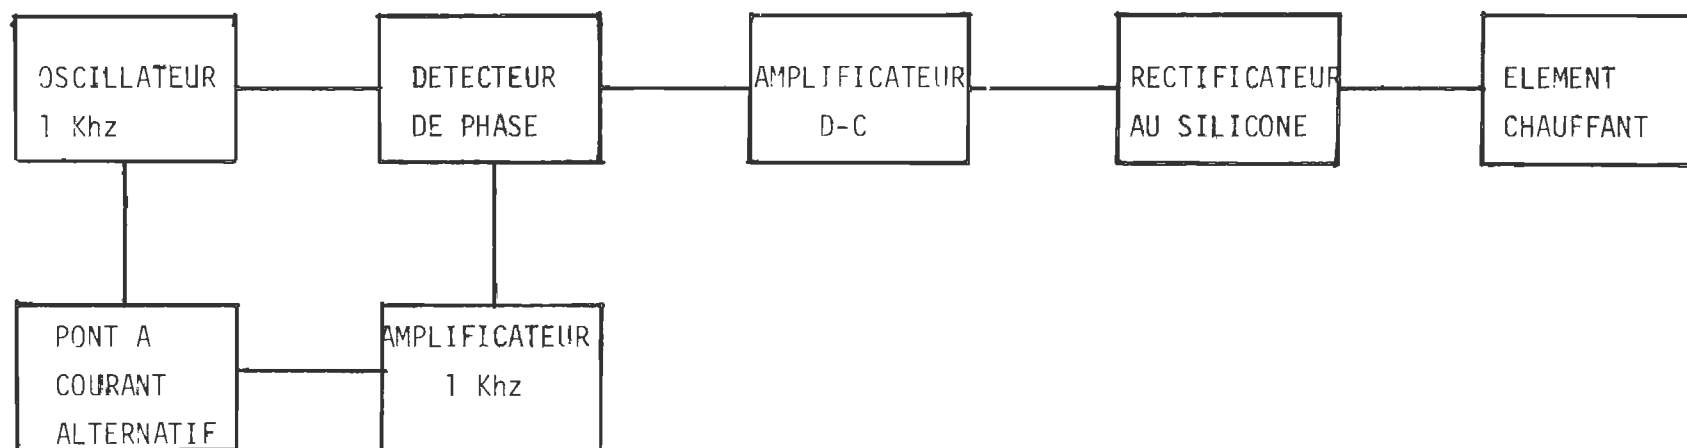 OSCILLATEUR
1 Khz
DETECTEUR
DE PHASE
AMPLIFICATEUR
D-C
RECTIFICATEUR
AU SILICONE
ELEMENT
CHAUFFANT
PONT A
COURANT
ALTERNATIF
AMPLIFICATEUR
1 Khz